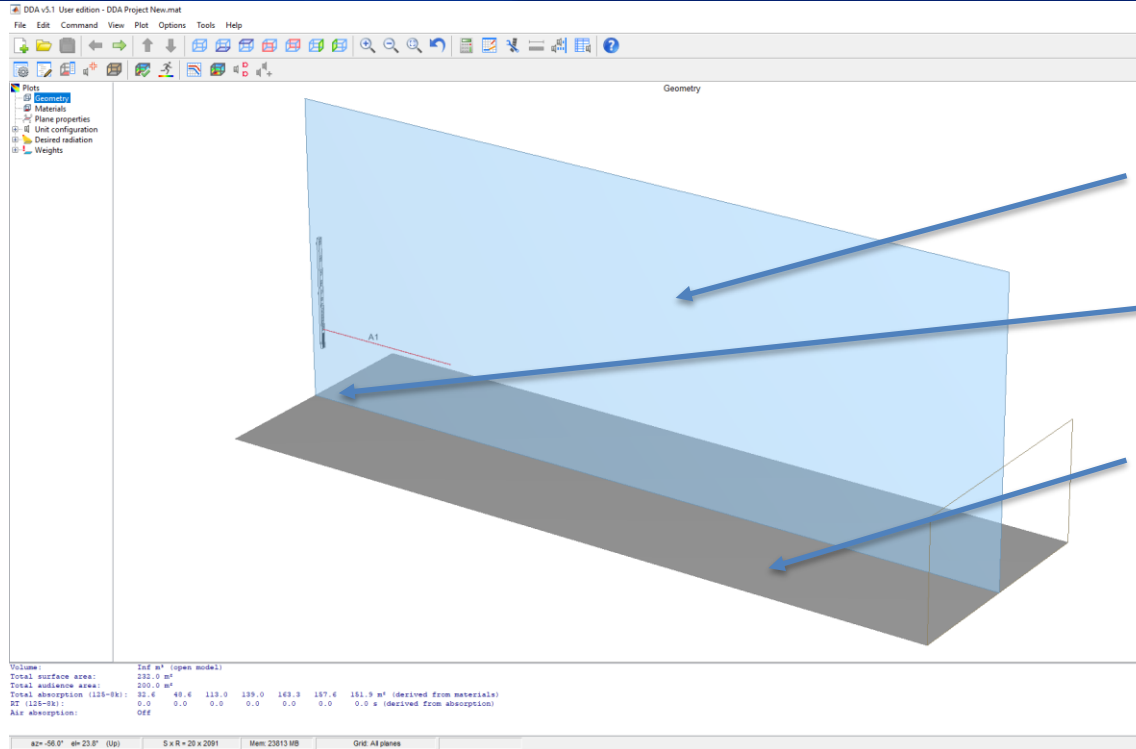 DDA v5.1 User edition - DDA Project New.mat
File Edit Command View Plot Options Tools Help
Plots
Geometry
Materials
Plane properties
Unit configuration
Desired radiation
Weights
Geometry
A1
Volume: Inf m³ (open model)
Total surface area: 232.0 m²
Total audience area: 200.0 m²
Total absorption (125-8k): 32.6 48.6 113.0 139.0 163.3 157.6 151.9 m² (derived from materials)
RT (125-8k): 0.0 0.0 0.0 0.0 0.0 0.0 0.0 s (derived from absorption)
Air absorption: Off
az= -56.0° el= 23.8° (Up) S x R = 20 x 2091 Mem: 23813 MB Grid: All planes